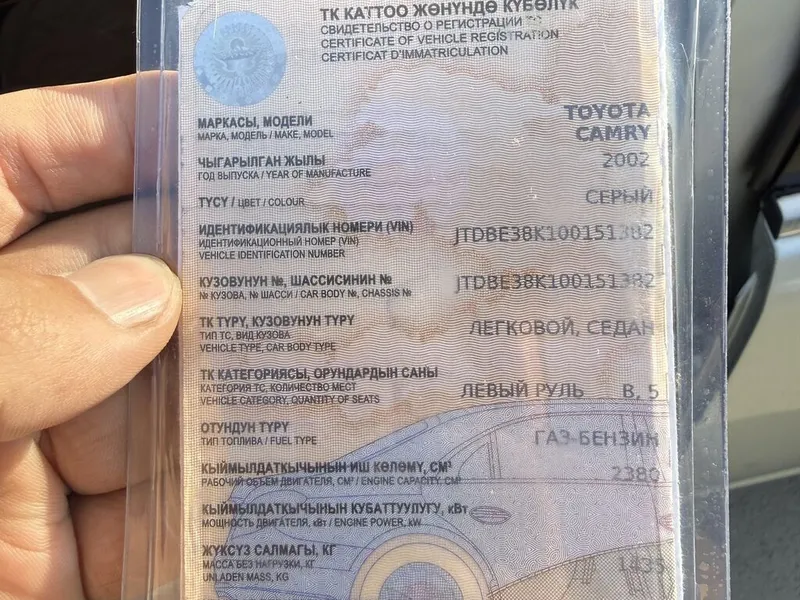 ТК КАТТОО ЖӨНҮНДӨ КҮБӨЛҮК
СВИДЕТЕЛЬСТВО О РЕГИСТРАЦИИ ТС
CERTIFICATE OF VEHICLE REGISTRATION
CERTIFICAT D'IMMATRICULATION
МАРКАСЫ, МОДЕЛИ
МАРКА, МОДЕЛЬ / MAKE, MODEL
TOYOTA
CAMRY
ЧЫГАРЫЛГАН ЖЫЛЫ
ГОД ВЫПУСКА / YEAR OF MANUFACTURE
2002
ТҮСҮ / ЦВЕТ / COLOUR
СЕРЫЙ
ИДЕНТИФИКАЦИЯЛЫК НОМЕРИ (VIN)
ИДЕНТИФИКАЦИОННЫЙ НОМЕР (VIN)
VEHICLE IDENTIFICATION NUMBER
JTDBE38K100151382
КУЗОВУНУН №, ШАССИСИНИН №
№ КУЗОВА, № ШАССИ / CAR BODY №, CHASSIS №
JTDBE38K100151382
ТК ТҮРҮ, КУЗОВУНУН ТҮРҮ
ТИП ТС, ВИД КУЗОВА
VEHICLE TYPE, CAR BODY TYPE
ЛЕГКОВОЙ, СЕДАН
ТК КАТЕГОРИЯСЫ, ОРУНДАРДЫН САНЫ
КАТЕГОРИЯ ТС, КОЛИЧЕСТВО МЕСТ
VEHICLE CATEGORY, QUANTITY OF SEATS
ЛЕВЫЙ РУЛЬ B, 5
ОТУНДУН ТҮРҮ
ТИП ТОПЛИВА / FUEL TYPE
ГАЗ-БЕНЗИН
КЫЙМЫЛДАТКЫЧЫНЫН ИШ КӨЛӨМҮ, СМ³
РАБОЧИЙ ОБЪЕМ ДВИГАТЕЛЯ, СМ³ / ENGINE CAPACITY, CM³
2380
КЫЙМЫЛДАТКЫЧЫНЫН КУБАТТУУЛУГУ, кВт
МОЩНОСТЬ ДВИГАТЕЛЯ, кВт / ENGINE POWER, KW
ЖҮКСҮЗ САЛМАГЫ, КГ
МАССА БЕЗ НАГРУЗКИ, КГ
UNLADEN MASS, KG
1435